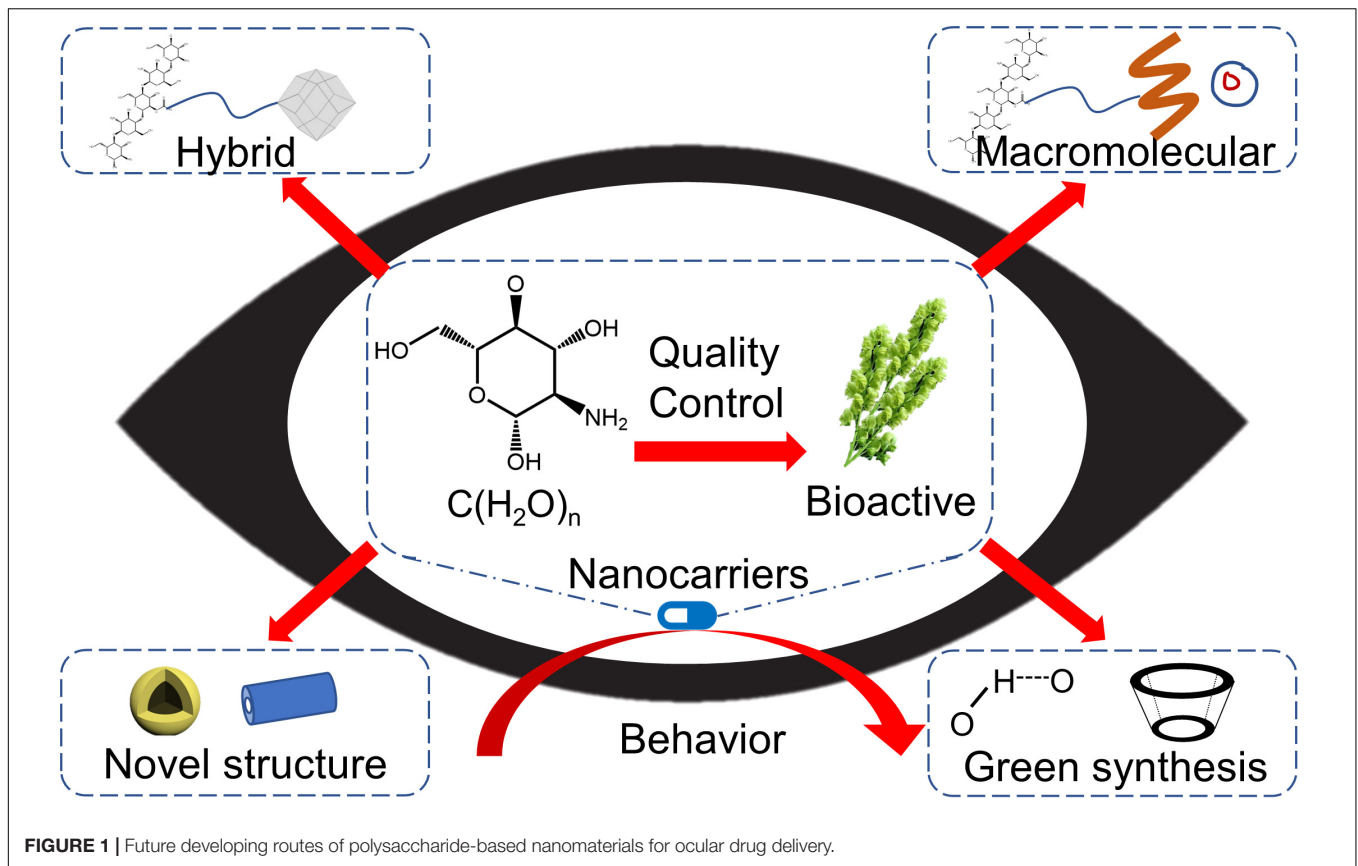 Hybrid
Macromolecular
O
HO
OH
O
NH₂
OH
C(H₂O)ₙ
Quality
Control
Bioactive
Nanocarriers
Novel structure
Behavior
H----O
O
Green synthesis
FIGURE 1 | Future developing routes of polysaccharide-based nanomaterials for ocular drug delivery.